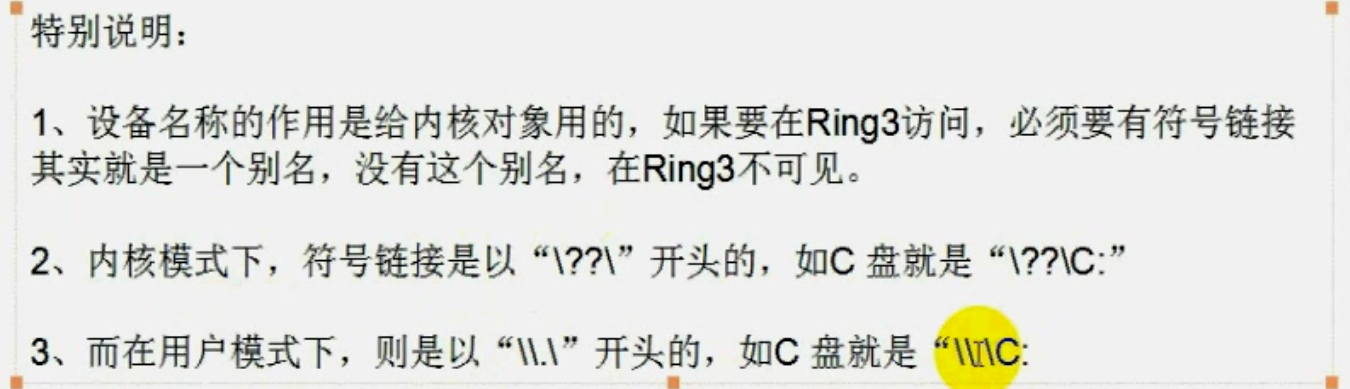 特别说明：
1、设备名称的作用是给内核对象用的，如果要在Ring3访问，必须要有符号链接
其实就是一个别名，没有这个别名，在Ring3不可见。
2、内核模式下，符号链接是以“\??\”开头的，如C 盘就是“\??\C:”
3、而在用户模式下，则是以“\\.\”开头的，如C 盘就是“\\.\C: